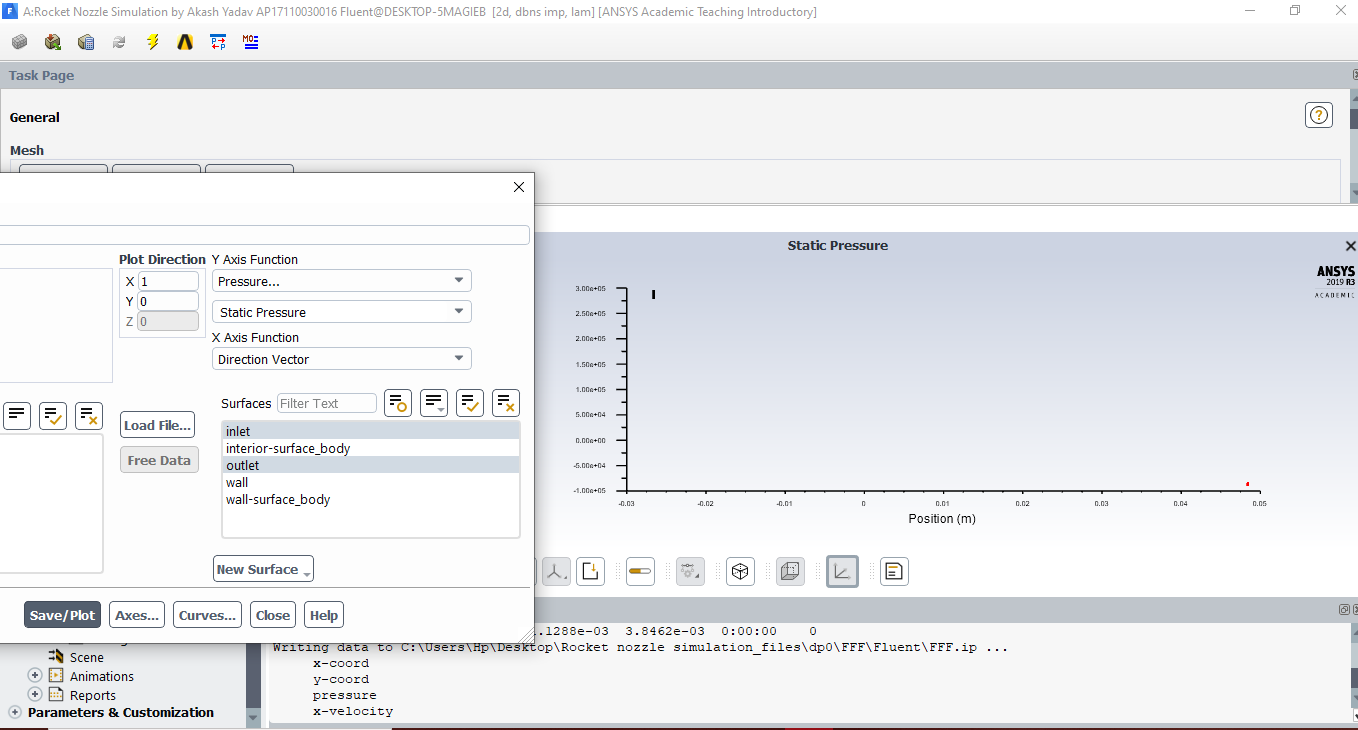 A:Rocket Nozzle Simulation by Akash Yadav AP17110030016 Fluent@DESKTOP-5MAGIEB [2d, dbns imp, lam] [ANSYS Academic Teaching Introductory]
Task Page
General
Mesh
Plot Direction
X 1
Y 0
Z 0
Y Axis Function
Pressure...
Static Pressure
X Axis Function
Direction Vector
Surfaces Filter Text
inlet
interior-surface_body
outlet
wall
wall-surface_body
Load File...
Free Data
New Surface
Save/Plot Axes... Curves... Close Help
Static Pressure
ANSYS
2019 R3
ACADEMIC
3.00e+05
2.50e+05
2.00e+05
1.50e+05
1.00e+05
5.00e+04
0.00e+00
-5.00e+04
-1.00e+05
-0.03 -0.02 -0.01 0 0.01 0.02 0.03 0.04 0.05
Position (m)
Scene
Animations
Reports
Parameters & Customization
.1288e-03 3.8462e-03 0:00:00 0
Writing data to C:\Users\Hp\Desktop\Rocket nozzle simulation_files\dp0\FFF\Fluent\FFF.ip ...
x-coord
y-coord
pressure
x-velocity